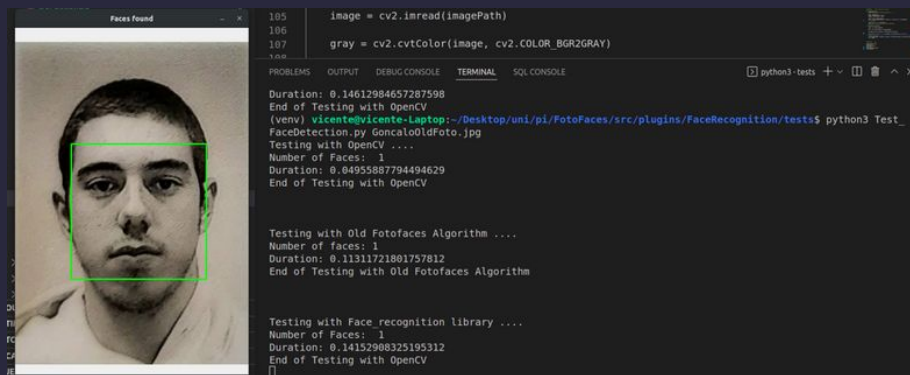 Faces found
105 image = cv2.imread(imagePath)
106
107 gray = cv2.cvtColor(image, cv2.COLOR_BGR2GRAY)
108
PROBLEMS OUTPUT DEBUG CONSOLE TERMINAL SQL CONSOLE python3 - tests
Duration: 0.14612984657287598
End of Testing with OpenCV
(venv) vicente@vicente-Laptop:~/Desktop/uni/pi/FotoFaces/src/plugins/FaceRecognition/tests$ python3 Test_
FaceDetection.py GoncaloOldFoto.jpg
Testing with OpenCV ....
Number of Faces: 1
Duration: 0.04955887794494629
End of Testing with OpenCV
Testing with Old Fotofaces Algorithm ....
Number of faces: 1
Duration: 0.11311721801757812
End of Testing with Old Fotofaces Algorithm
Testing with Face_recognition library ....
Number of Faces: 1
Duration: 0.14152908325195312
End of Testing with OpenCV